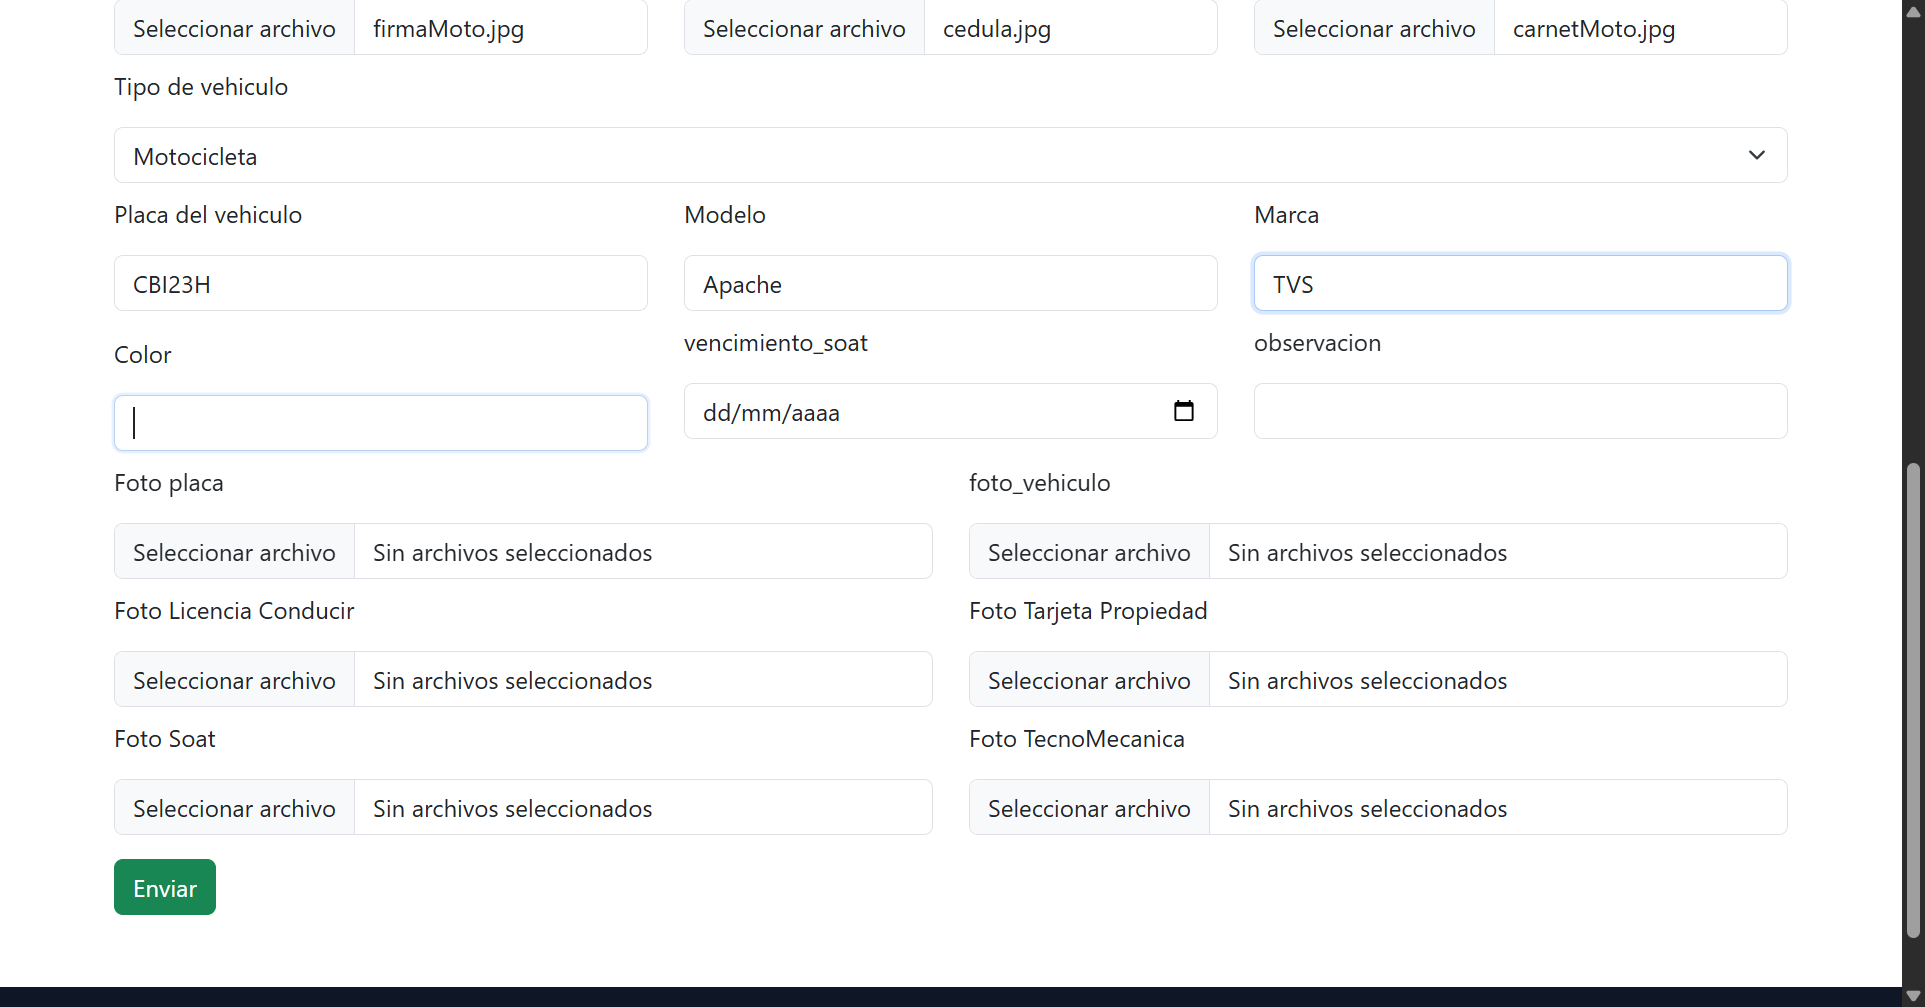 Seleccionar archivo firmaMoto.jpg Seleccionar archivo cedula.jpg Seleccionar archivo carnetMoto.jpg
Tipo de vehiculo
Motocicleta
Placa del vehiculo Modelo Marca
CBI23H Apache TVS
Color vencimiento_soat observacion
dd/mm/aaaa
Foto placa foto_vehiculo
Seleccionar archivo Sin archivos seleccionados Seleccionar archivo Sin archivos seleccionados
Foto Licencia Conducir Foto Tarjeta Propiedad
Seleccionar archivo Sin archivos seleccionados Seleccionar archivo Sin archivos seleccionados
Foto Soat Foto TecnoMecanica
Seleccionar archivo Sin archivos seleccionados Seleccionar archivo Sin archivos seleccionados
Enviar